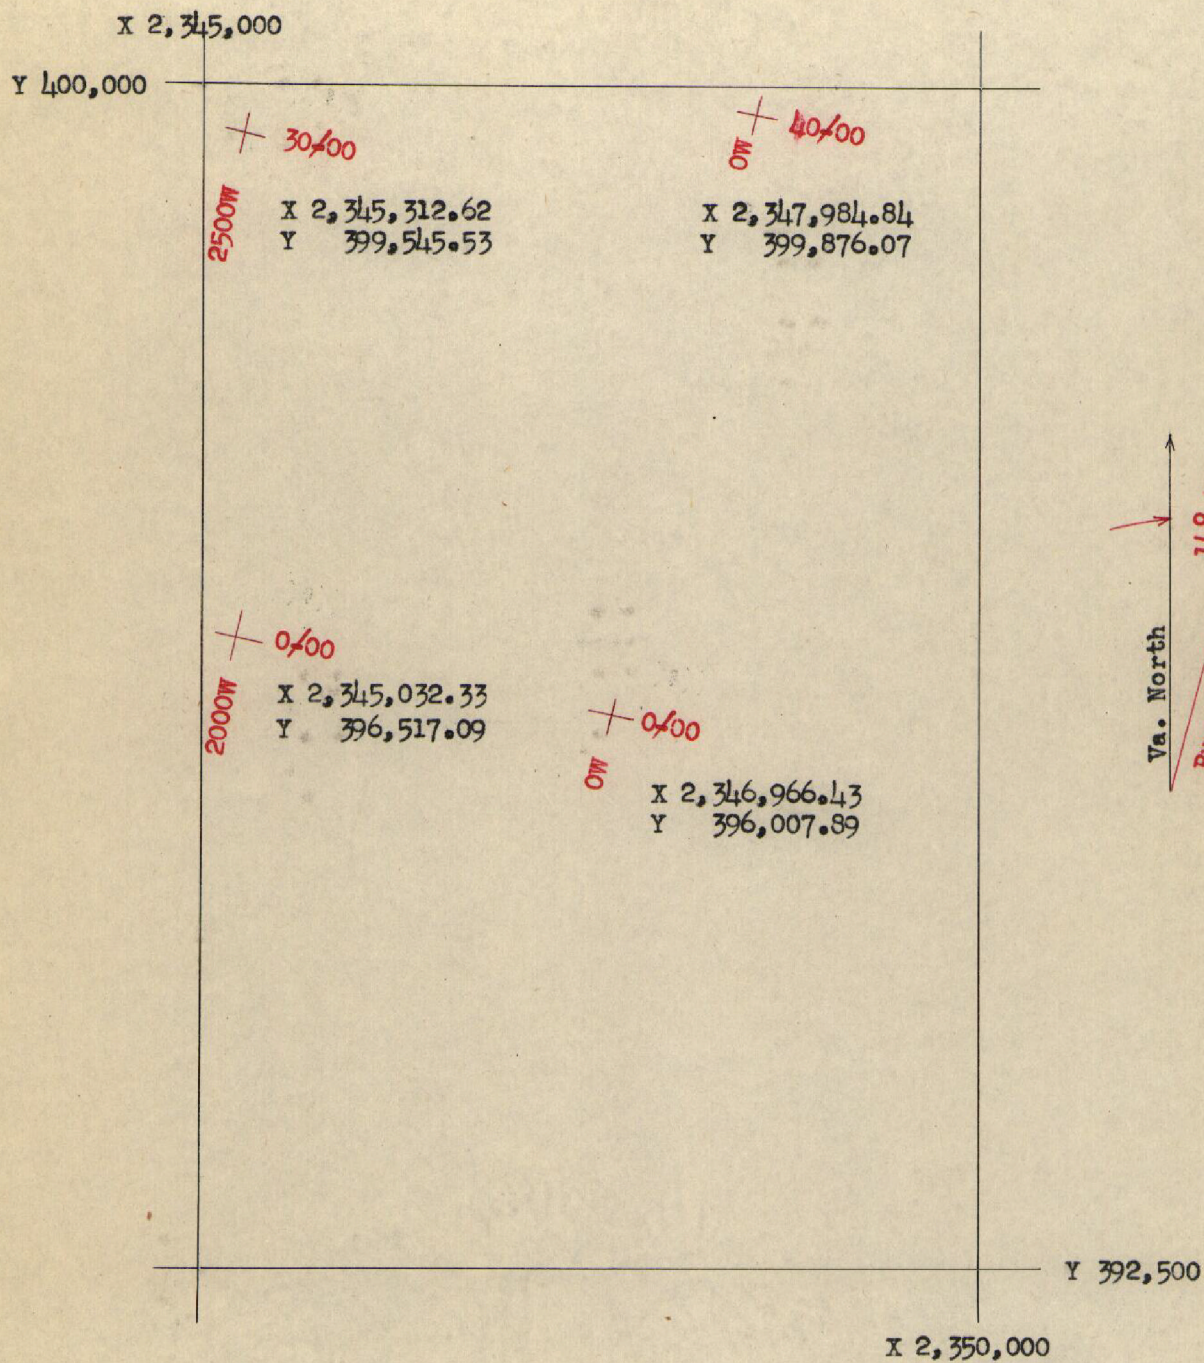 X 2,345,000
Y 400,000
30+00
2500W
X 2,345,312.62
Y 399,545.53
40+00
0W
X 2,347,984.84
Y 399,876.07
0+00
2000W
X 2,345,032.33
Y 396,517.09
0+00
0W
X 2,346,966.43
Y 396,007.89
Va. North
Y 392,500
X 2,350,000